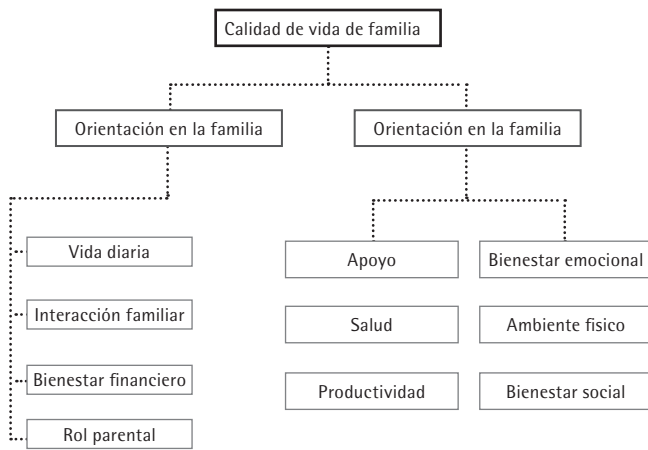 Calidad de vida de familia
Orientación en la familia
Orientación en la familia
Vida diaria
Interacción familiar
Bienestar financiero
Rol parental
Apoyo
Bienestar emocional
Salud
Ambiente fisico
Productividad
Bienestar social